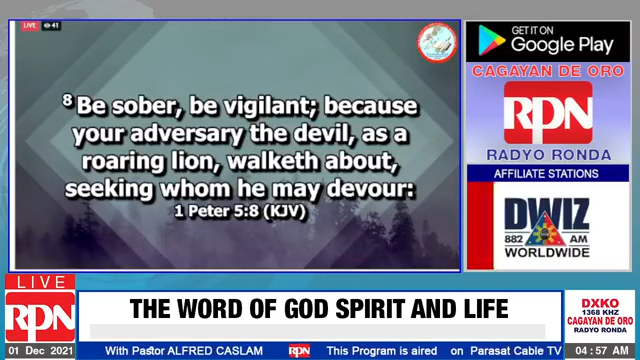 LIVE 41
8 Be sober, be vigilant; because
your adversary the devil, as a
roaring lion, walketh about,
seeking whom he may devour:
1 Peter 5:8 (KJV)
GET IT ON
Google Play
CAGAYAN DE ORO
RPN
RADYO RONDA
AFFILIATE STATIONS
DWIZ
882 AM
WORLDWIDE
LIVE
RPN
01 Dec 2021
THE WORD OF GOD SPIRIT AND LIFE
DXKO
1368 KHZ
CAGAYAN DE ORO
RADYO RONDA
With Pastor ALFRED CASLAM RPN This Program is aired on Parasat Cable TV
04:57 AM